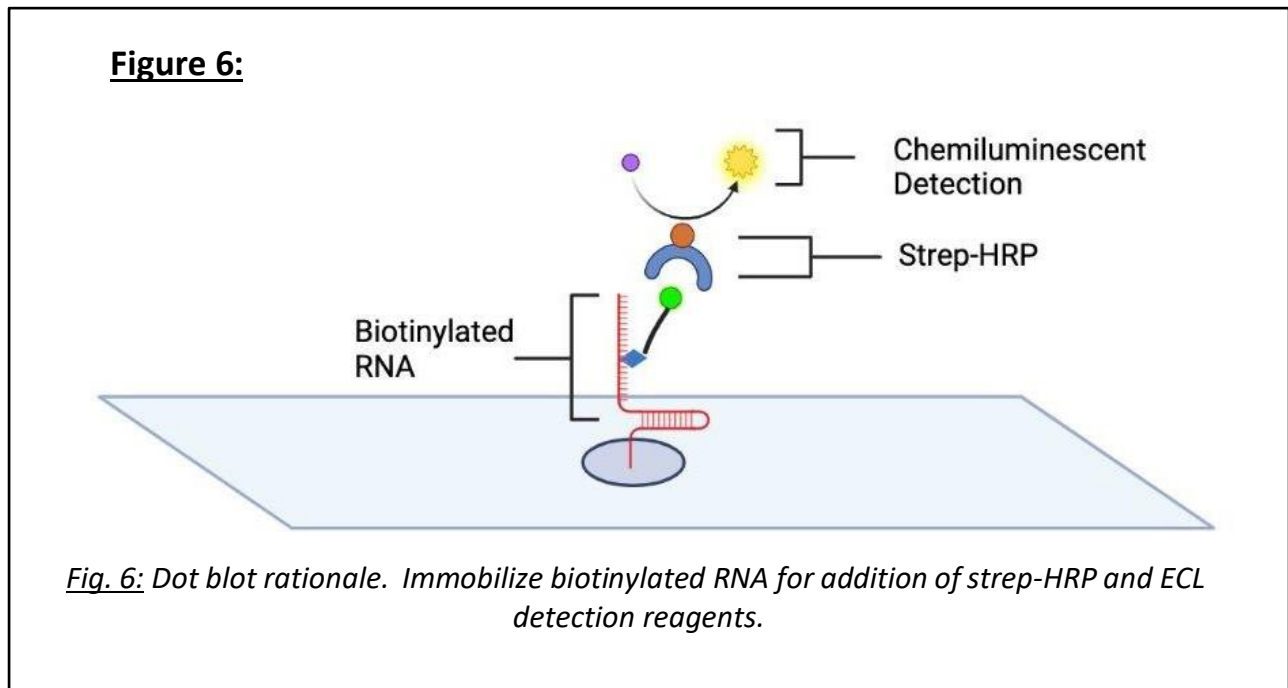 Figure 6:
Chemiluminescent
Detection
Strep-HRP
Biotinylated
RNA
Fig. 6: Dot blot rationale.  Immobilize biotinylated RNA for addition of strep-HRP and ECL
detection reagents.